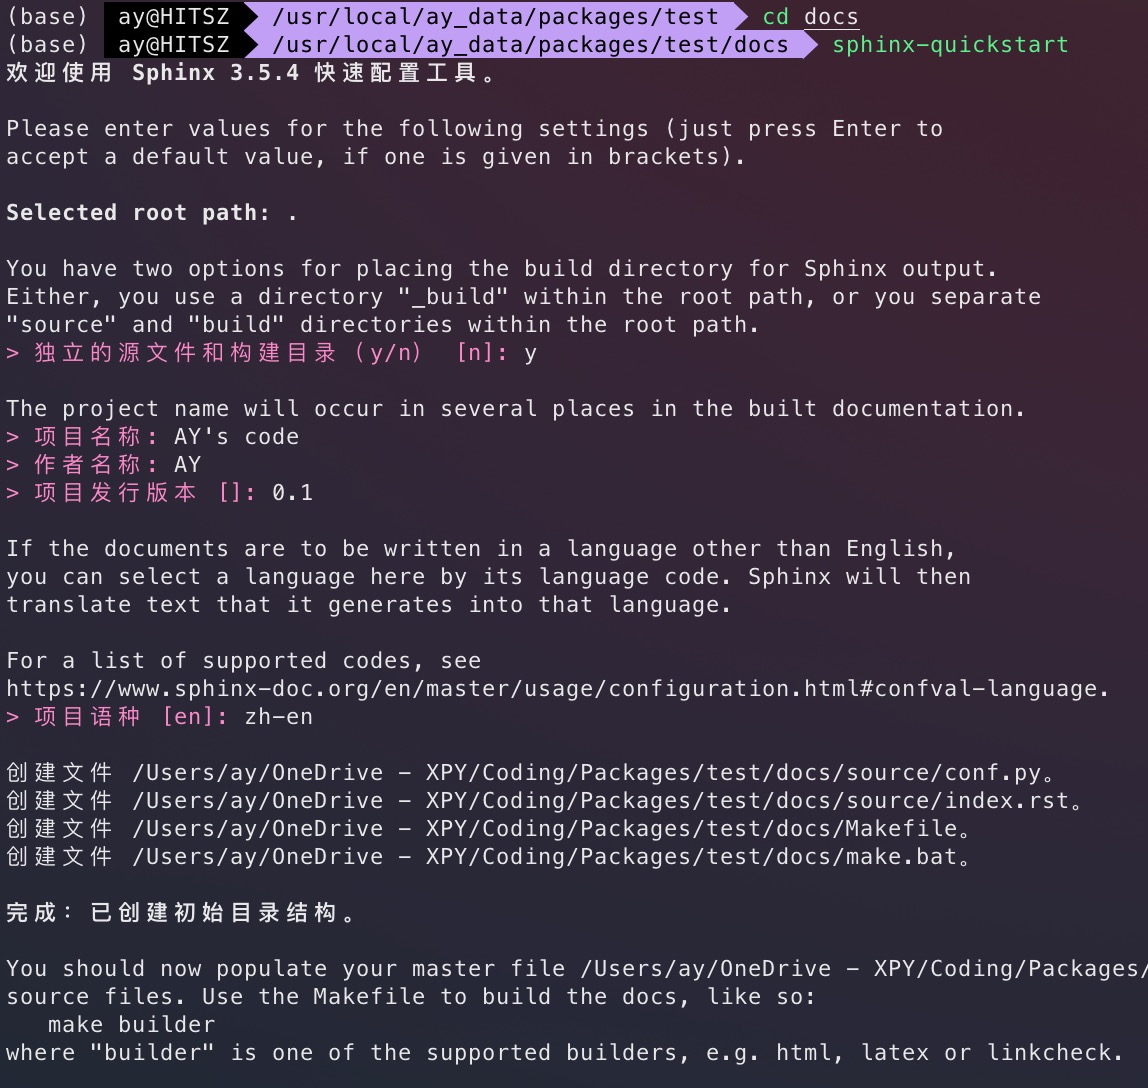 (base) ay@HITSZ /usr/local/ay_data/packages/test cd docs
(base) ay@HITSZ /usr/local/ay_data/packages/test/docs sphinx-quickstart
欢迎使用 Sphinx 3.5.4 快速配置工具。
Please enter values for the following settings (just press Enter to
accept a default value, if one is given in brackets).
Selected root path: .
You have two options for placing the build directory for Sphinx output.
Either, you use a directory "_build" within the root path, or you separate
"source" and "build" directories within the root path.
> 独立的源文件和构建目录（y/n） [n]: y
The project name will occur in several places in the built documentation.
> 项目名称: AY's code
> 作者名称: AY
> 项目发行版本 []: 0.1
If the documents are to be written in a language other than English,
you can select a language here by its language code. Sphinx will then
translate text that it generates into that language.
For a list of supported codes, see
https://www.sphinx-doc.org/en/master/usage/configuration.html#confval-language.
> 项目语种 [en]: zh-en
创建文件 /Users/ay/OneDrive - XPY/Coding/Packages/test/docs/source/conf.py。
创建文件 /Users/ay/OneDrive - XPY/Coding/Packages/test/docs/source/index.rst。
创建文件 /Users/ay/OneDrive - XPY/Coding/Packages/test/docs/Makefile。
创建文件 /Users/ay/OneDrive - XPY/Coding/Packages/test/docs/make.bat。
完成：已创建初始目录结构。
You should now populate your master file /Users/ay/OneDrive - XPY/Coding/Packages/
source files. Use the Makefile to build the docs, like so:
make builder
where "builder" is one of the supported builders, e.g. html, latex or linkcheck.